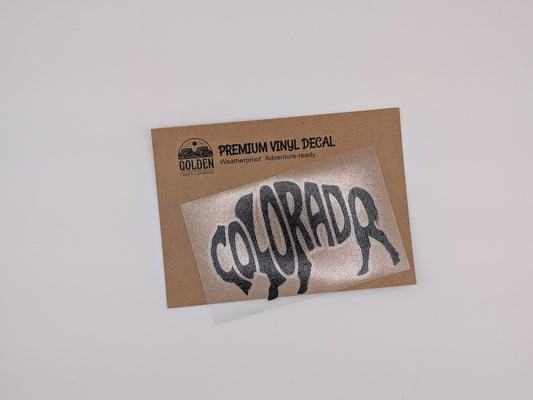 GOLDEN
CRAFT COMPANY
PREMIUM VINYL DECAL
Weatherproof. Adventure-ready.
COLORADO